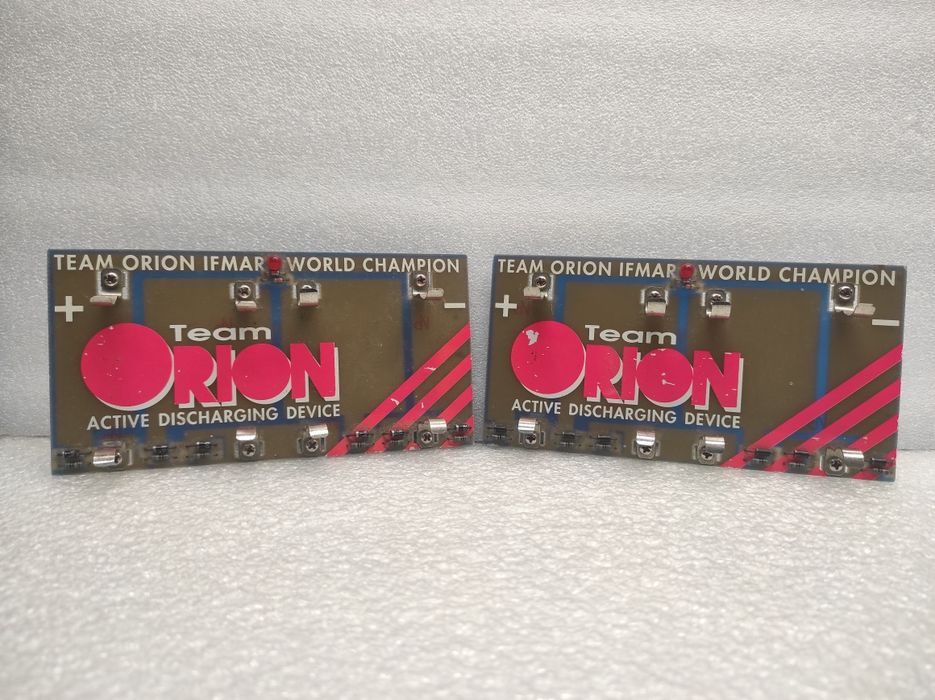 TEAM ORION IFMAR WORLD CHAMPION
+
−
Team
ORION
ACTIVE DISCHARGING DEVICE
TEAM ORION IFMAR WORLD CHAMPION
+
−
Team
ORION
ACTIVE DISCHARGING DEVICE